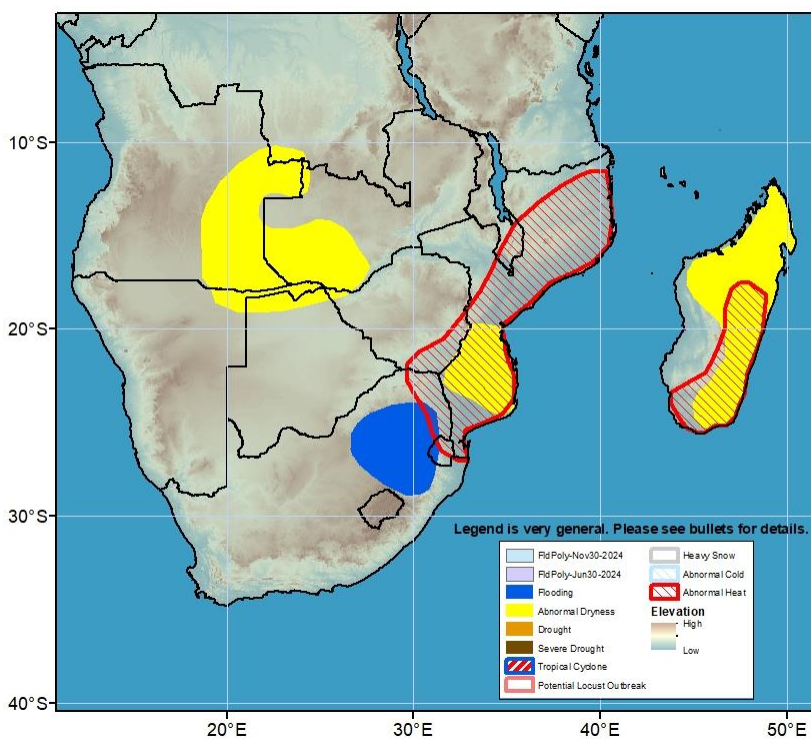 10°S
20°S
30°S
40°S
20°E
30°E
40°E
50°E
Legend is very general. Please see bullets for details.
FldPoly-Nov30-2024
FldPoly-Jun30-2024
Flooding
Abnormal Dryness
Drought
Severe Drought
Tropical Cyclone
Potential Locust Outbreak
Heavy Snow
Abnormal Cold
Abnormal Heat
Elevation
High
Low